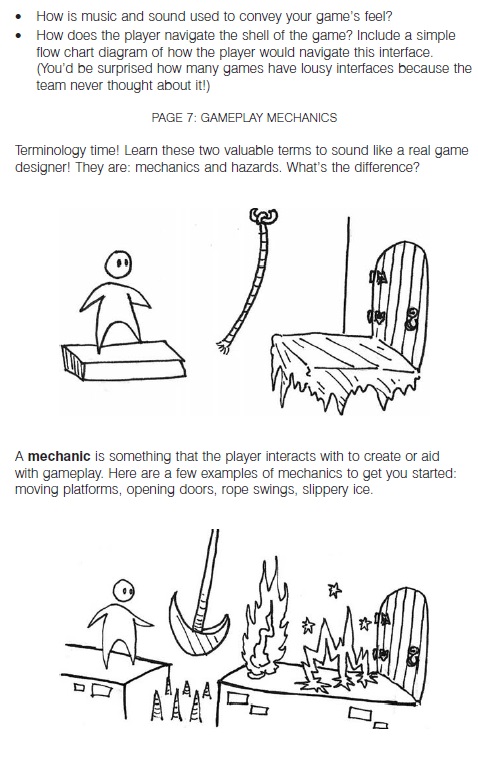 • How is music and sound used to convey your game’s feel?
• How does the player navigate the shell of the game? Include a simple
flow chart diagram of how the player would navigate this interface.
(You’d be surprised how many games have lousy interfaces because the
team never thought about it!)
PAGE 7: GAMEPLAY MECHANICS
Terminology time! Learn these two valuable terms to sound like a real game
designer! They are: mechanics and hazards. What’s the difference?
A mechanic is something that the player interacts with to create or aid
with gameplay. Here are a few examples of mechanics to get you started:
moving platforms, opening doors, rope swings, slippery ice.